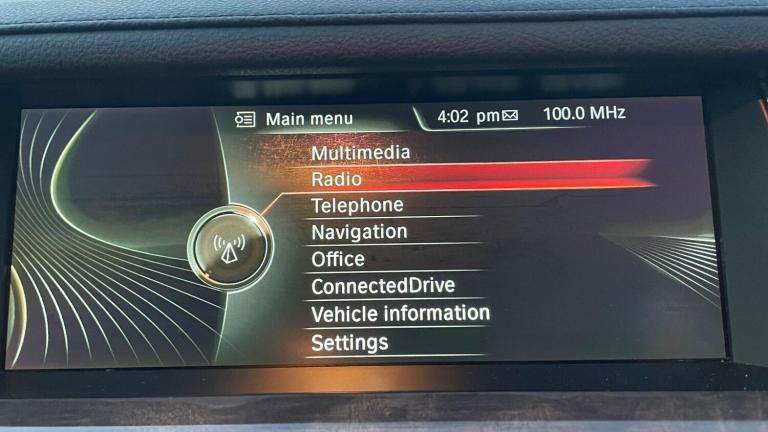 Main menu 4:02 pm 100.0 MHz
Multimedia
Radio
Telephone
Navigation
Office
ConnectedDrive
Vehicle information
Settings